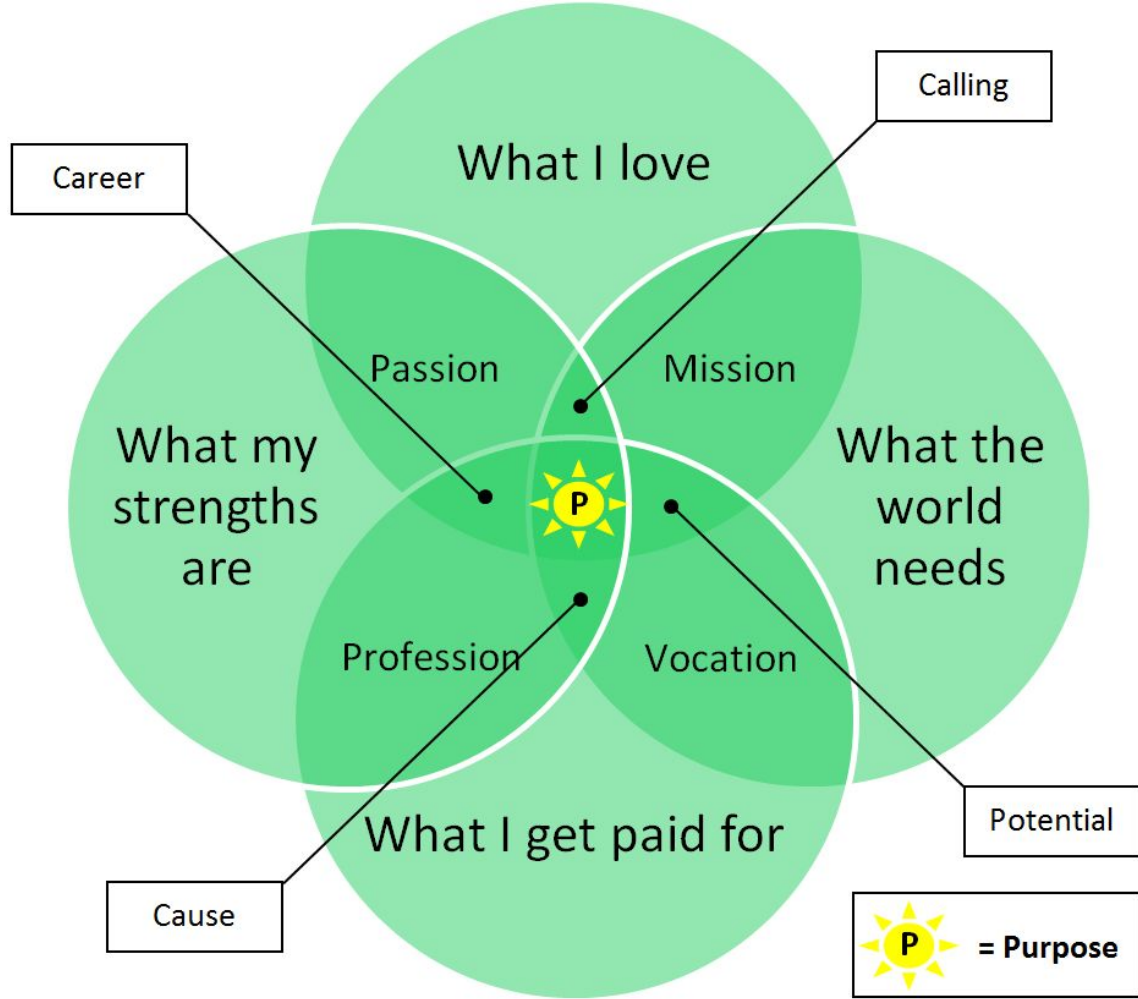 Calling
What I love
Career
Passion
Mission
What my
strengths
are
What the
world
needs
P
Profession
Vocation
What I get paid for
Potential
Cause
P = Purpose